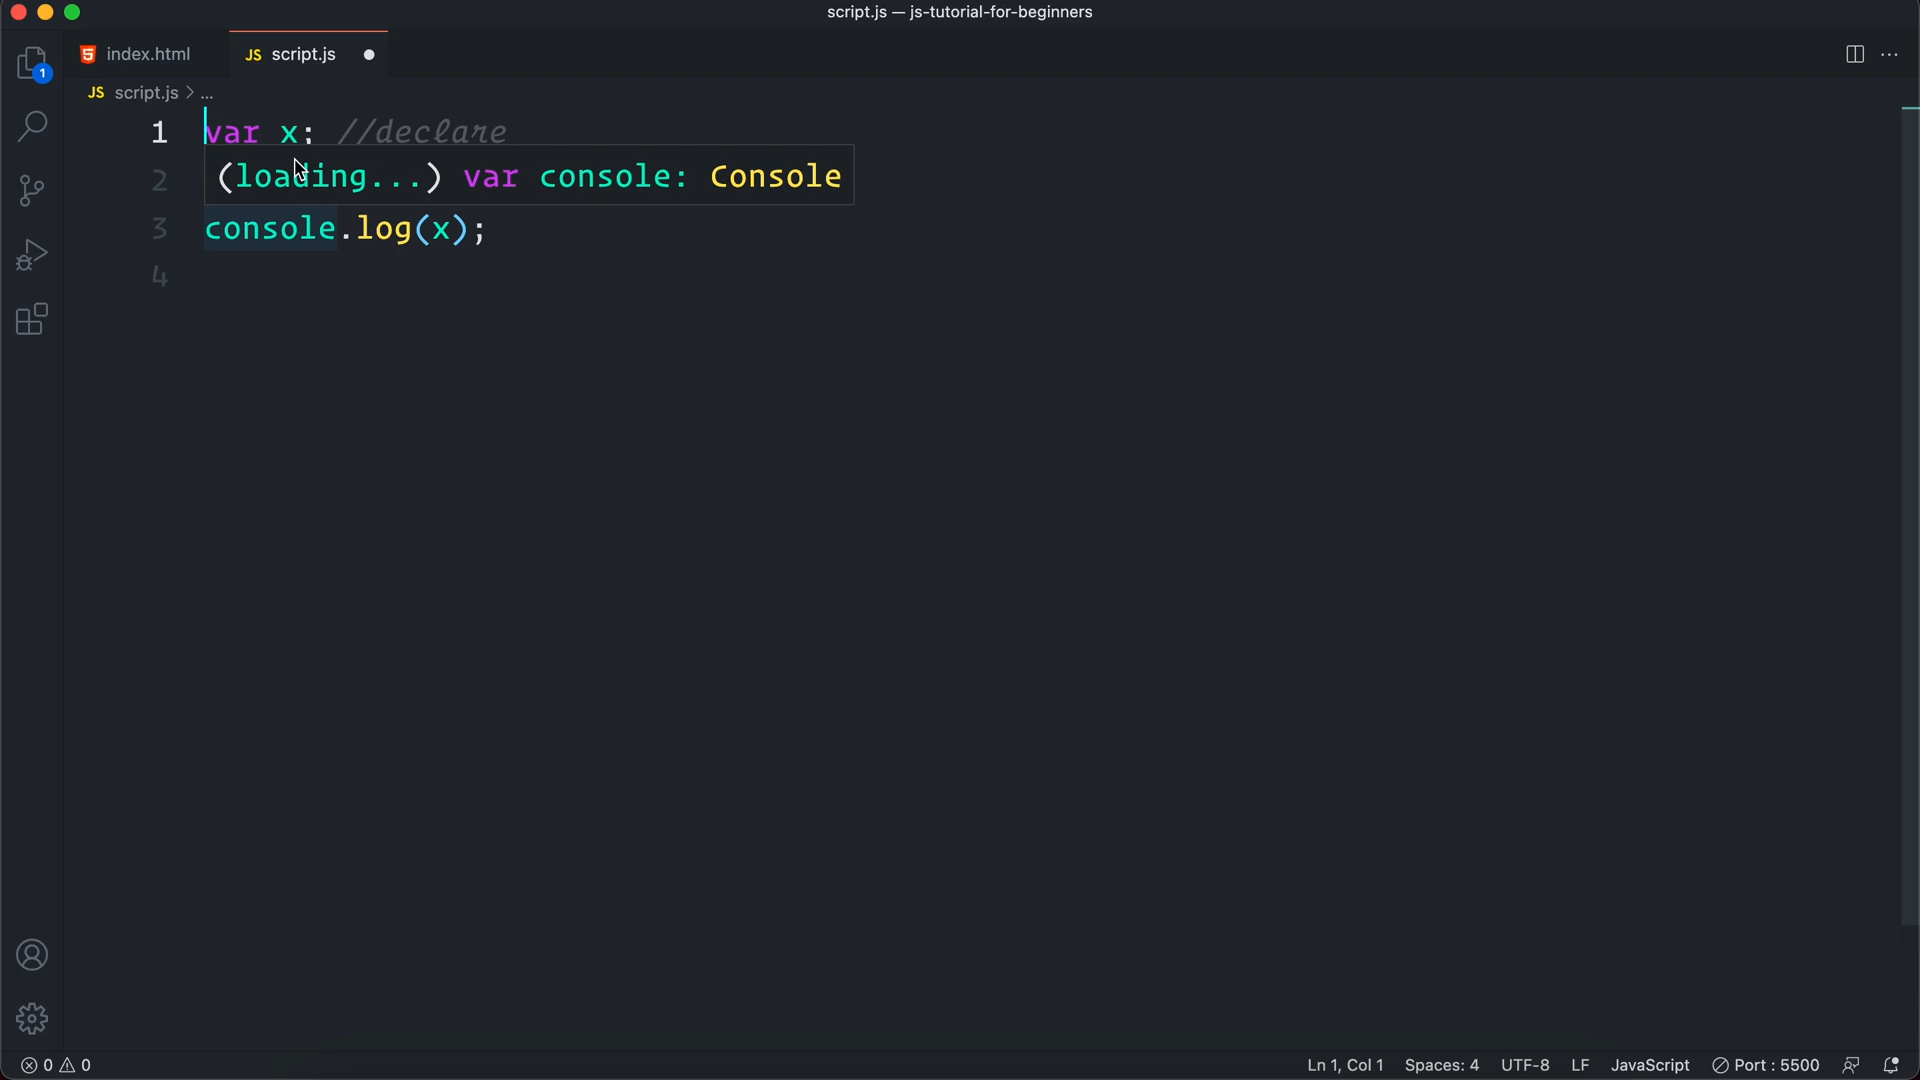 script.js — js-tutorial-for-beginners
index.html
JS script.js
JS script.js > ...
1
1 var x; //declare
2
(loading...) var console: Console
3 console.log(x);
4
0 0
Ln 1, Col 1 Spaces: 4 UTF-8 LF JavaScript Port : 5500